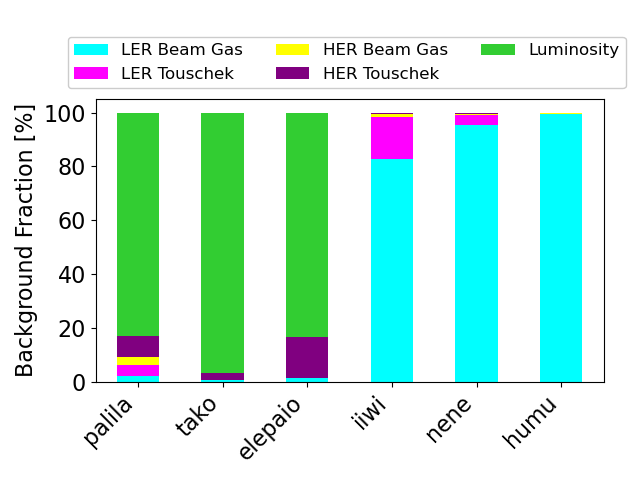 LER Beam Gas HER Beam Gas Luminosity
LER Touschek HER Touschek
Background Fraction [%]
100
80
60
40
20
0
palila tako elepaio iiwi nene humu